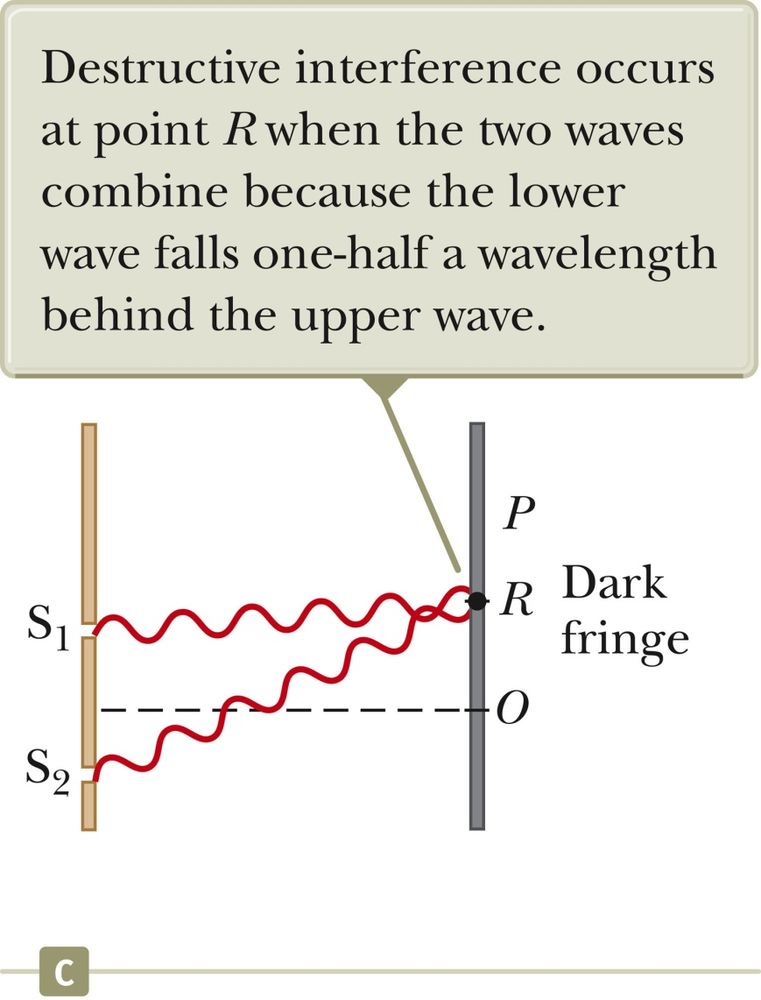 Destructive interference occurs
at point R when the two waves
combine because the lower
wave falls one-half a wavelength
behind the upper wave.
P
R Dark
fringe
S₁
O
S₂
C